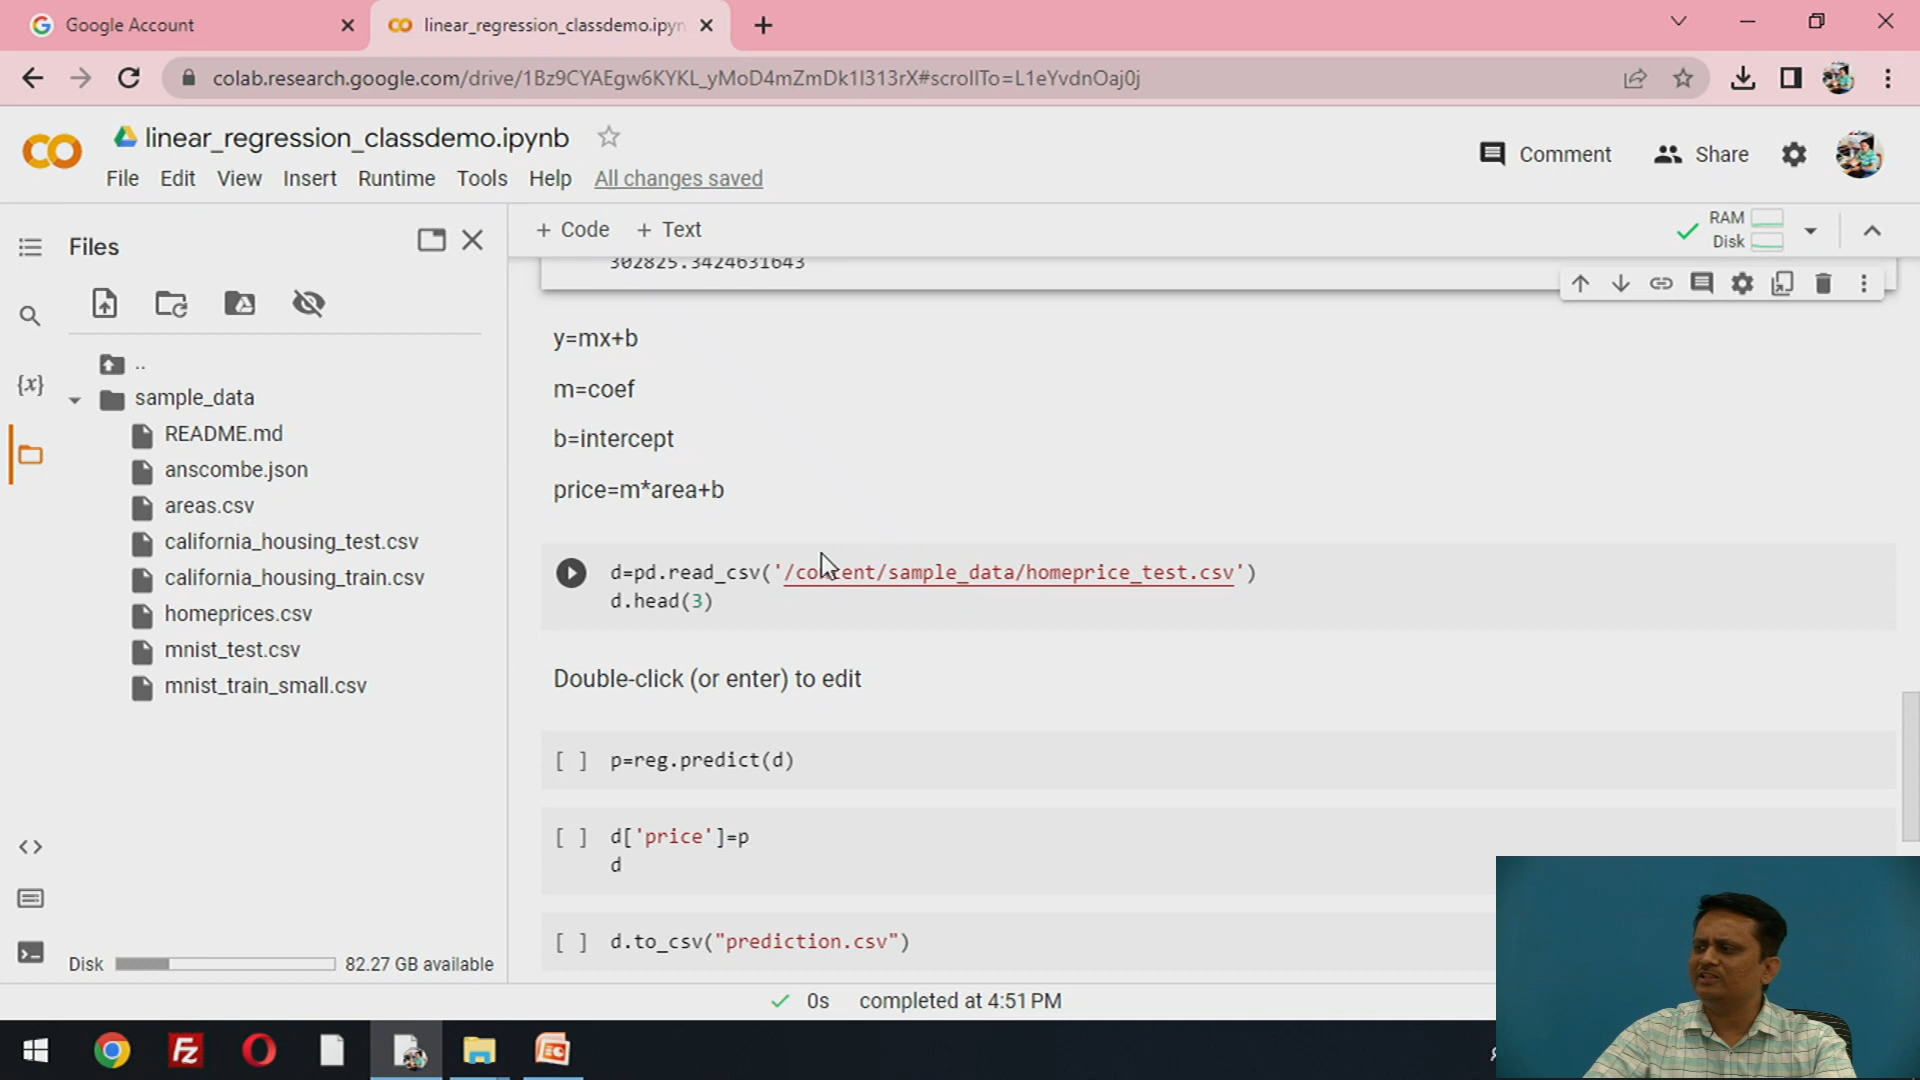 Google Account
linear_regression_classdemo.ipyn
colab.research.google.com/drive/1Bz9CYAEgw6KYKL_yMoD4mZmDk1I313rX#scrollTo=L1eYvdnOaj0j
linear_regression_classdemo.ipynb
Comment
Share
File Edit View Insert Runtime Tools Help All changes saved
Files
+ Code + Text
RAM
Disk
302825.3424631643
..
sample_data
README.md
anscombe.json
areas.csv
california_housing_test.csv
california_housing_train.csv
homeprices.csv
mnist_test.csv
mnist_train_small.csv
Disk 82.27 GB available
y=mx+b
m=coef
b=intercept
price=m*area+b
d=pd.read_csv('/content/sample_data/homeprice_test.csv')
d.head(3)
Double-click (or enter) to edit
[ ] p=reg.predict(d)
[ ] d['price']=p
d
[ ] d.to_csv("prediction.csv")
0s completed at 4:51 PM